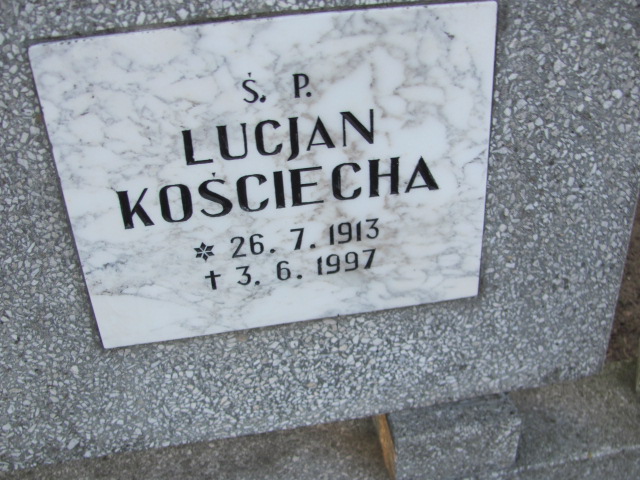 Ś. P.
LUCJAN
KOŚCIECHA
* 26. 7. 1913
† 3. 6. 1997